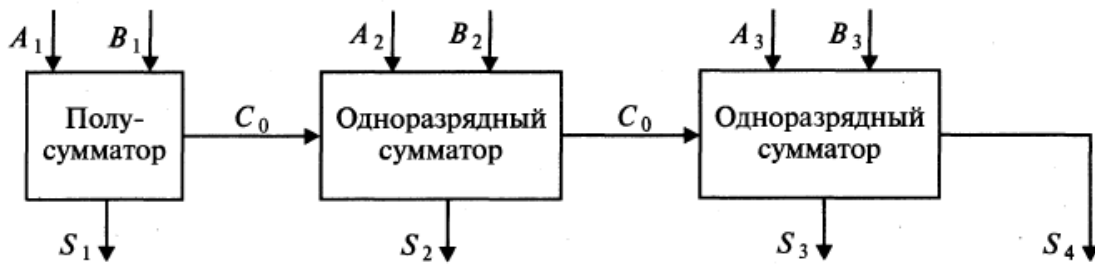 A1 B1 A2 B2 A3 B3
Полу-
сумматор
C0
Одноразрядный
сумматор
C0
Одноразрядный
сумматор
S1 S2 S3 S4